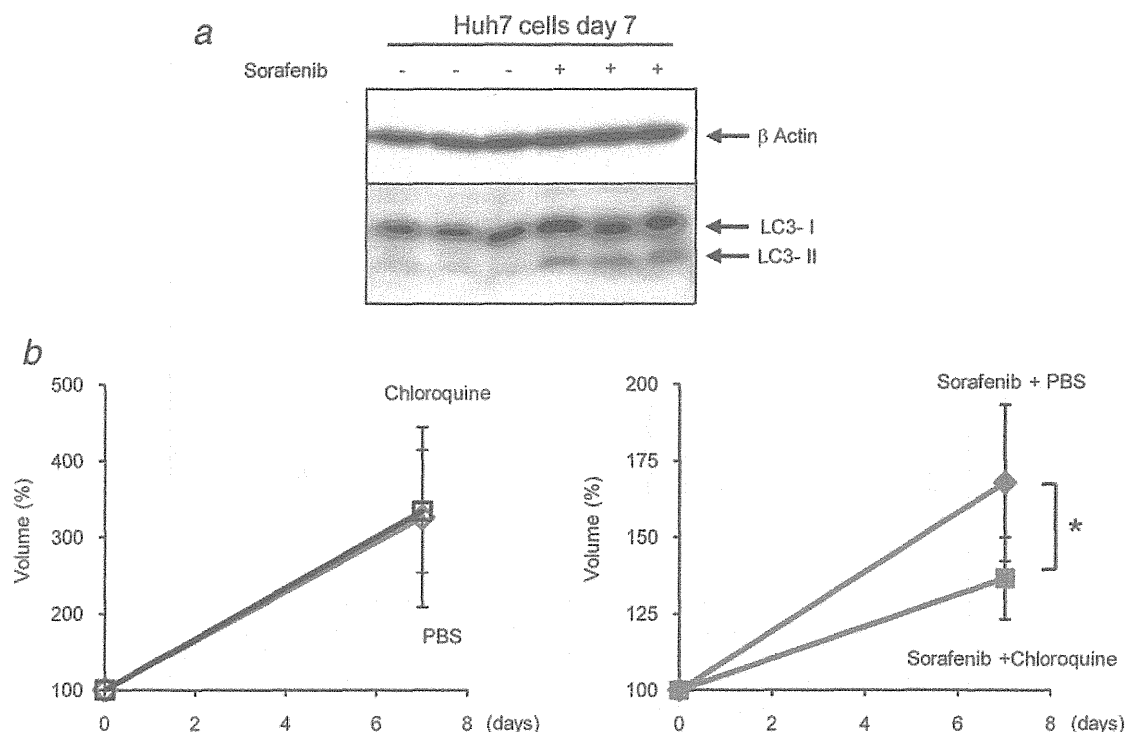 a
Huh7 cells day 7
Sorafenib - - - + + +
β Actin
LC3- I
LC3- II
b
500
400
300
200
100
Volume (%)
Chloroquine
PBS
0 2 4 6 8 (days)
200
175
150
125
100
Volume (%)
Sorafenib + PBS
*
Sorafenib +Chloroquine
0 2 4 6 8 (days)